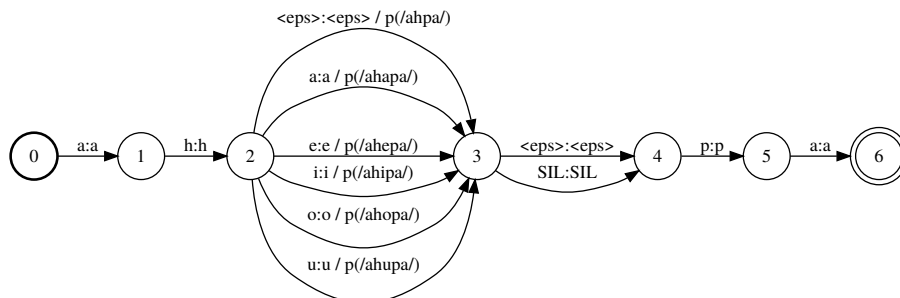 <eps>:<eps> / p(/ahpa/)
a:a / p(/ahapa/)
0 a:a 1 h:h 2 e:e / p(/ahepa/) 3 <eps>:<eps> 4 p:p 5 a:a 6
i:i / p(/ahipa/) SIL:SIL
o:o / p(/ahopa/)
u:u / p(/ahupa/)